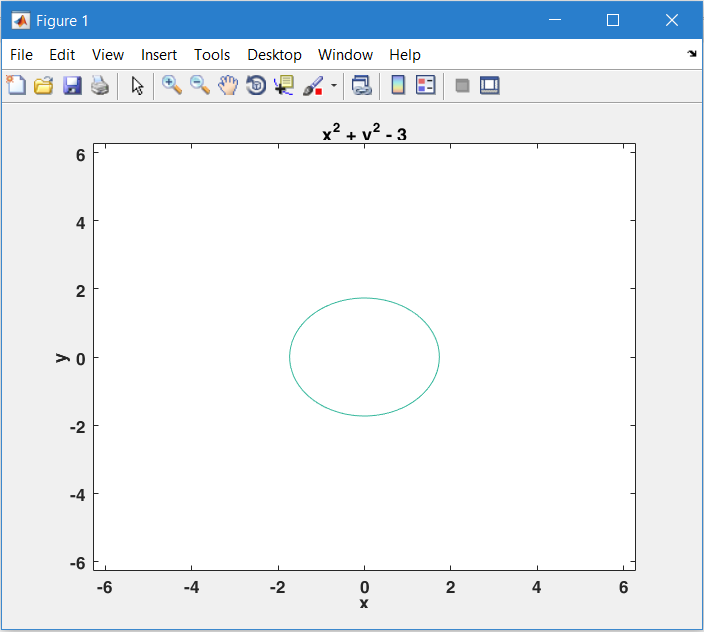 Figure 1
File Edit View Insert Tools Desktop Window Help
x² + y² - 3
6
4
2
0
-2
-4
-6
y
-6 -4 -2 0 2 4 6
x